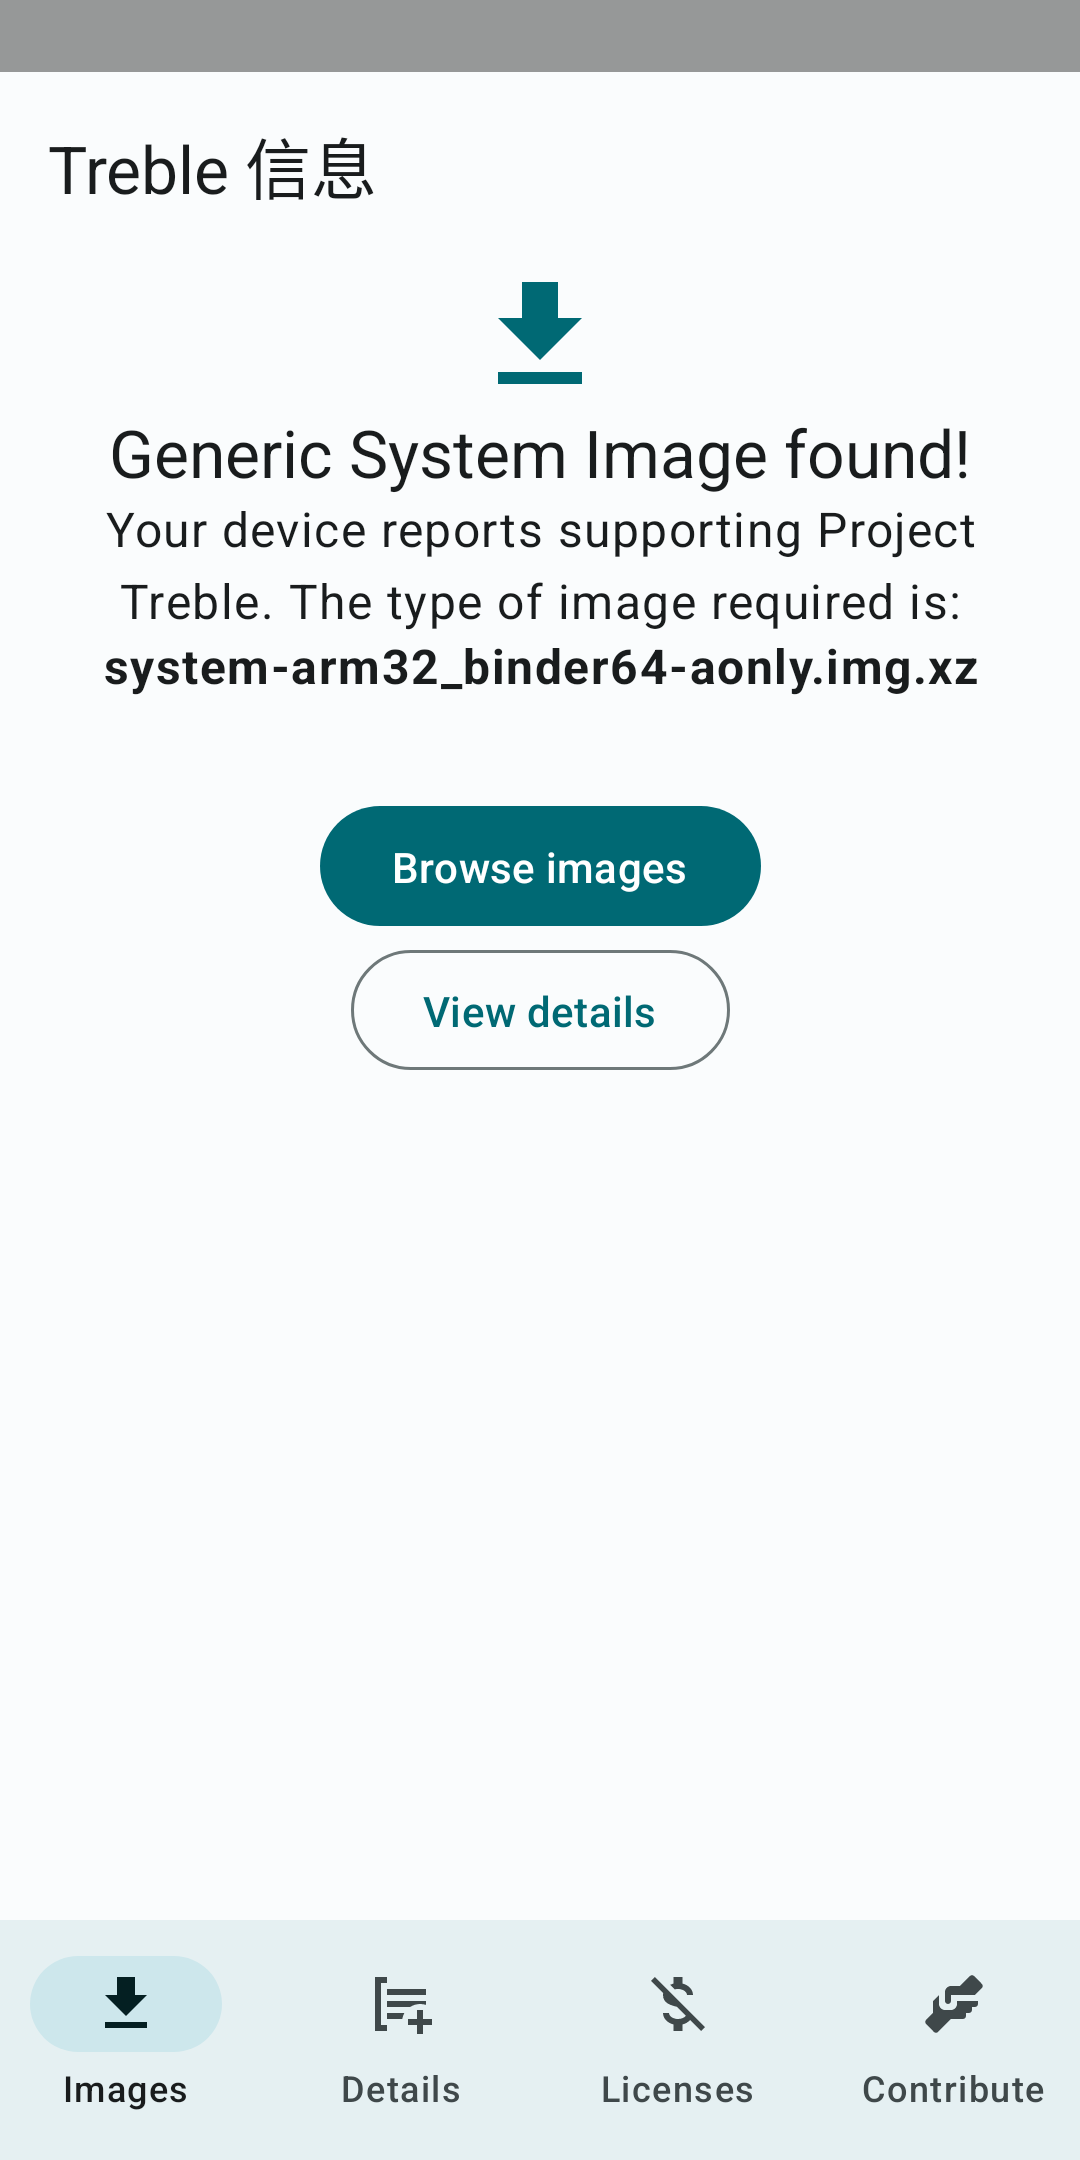 Treble 信息
Generic System Image found!
Your device reports supporting Project
Treble. The type of image required is:
system-arm32_binder64-aonly.img.xz
Browse images
View details
Images
Details
Licenses
Contribute